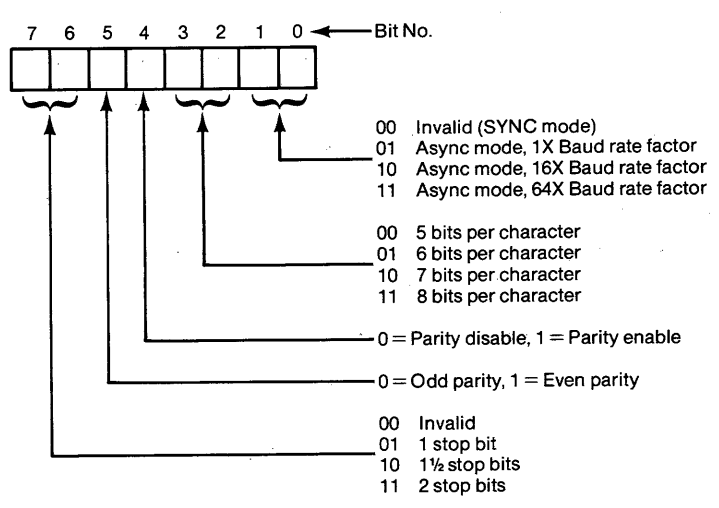 7 6 5 4 3 2 1 0 Bit No.
00 Invalid (SYNC mode)
01 Async mode, 1X Baud rate factor
10 Async mode, 16X Baud rate factor
11 Async mode, 64X Baud rate factor
00 5 bits per character
01 6 bits per character
10 7 bits per character
11 8 bits per character
0 = Parity disable, 1 = Parity enable
0 = Odd parity, 1 = Even parity
00 Invalid
01 1 stop bit
10 1½ stop bits
11 2 stop bits